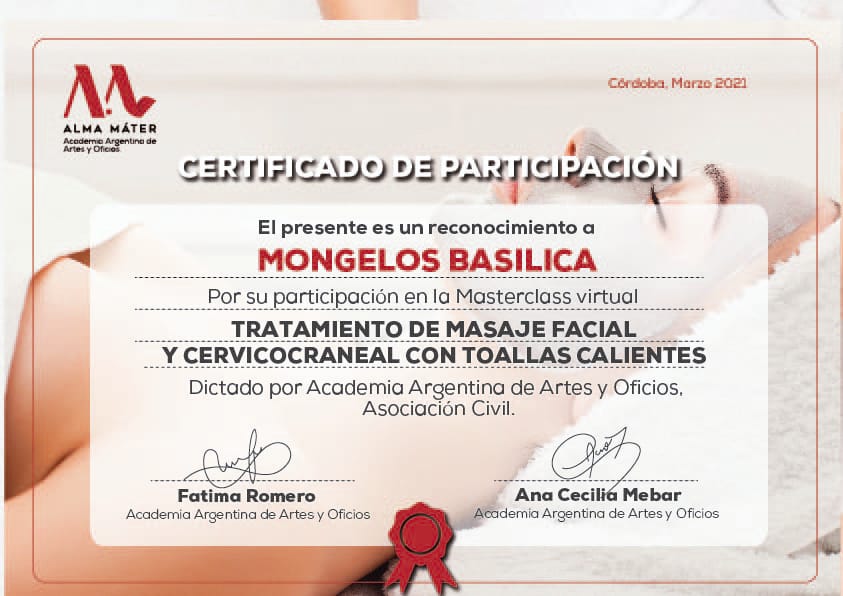 Córdoba, Marzo 2021
ALMA MÁTER
Academia Argentina de
Artes y Oficios
CERTIFICADO DE PARTICIPACIÓN
El presente es un reconocimiento a
MONGELOS BASILICA
Por su participación en la Masterclass virtual
TRATAMIENTO DE MASAJE FACIAL
Y CERVICOCRANEAL CON TOALLAS CALIENTES
Dictado por Academia Argentina de Artes y Oficios,
Asociación Civil.
Fatima Romero
Academia Argentina de Artes y Oficios
Ana Cecilia Mebar
Academia Argentina de Artes y Oficios